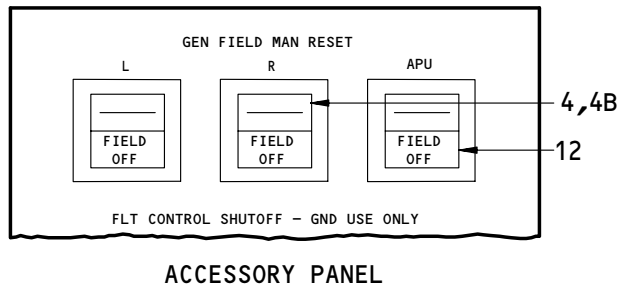 GEN FIELD MAN RESET
L R APU
4,4B
FIELD OFF FIELD OFF FIELD OFF
12
FLT CONTROL SHUTOFF – GND USE ONLY
ACCESSORY PANEL